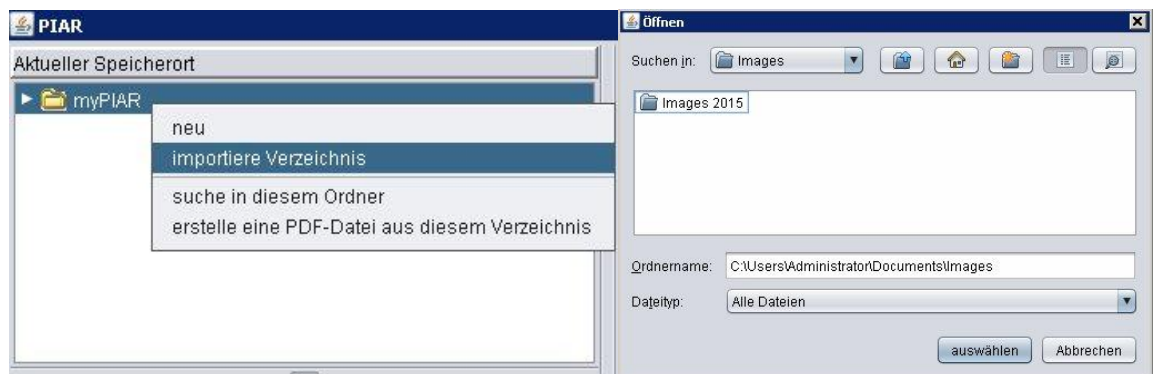 PIAR
Aktueller Speicherort
myPIAR
neu
importiere Verzeichnis
suche in diesem Ordner
erstelle eine PDF-Datei aus diesem Verzeichnis
Öffnen
Suchen in: Images
Images 2015
Ordnername: C:\Users\Administrator\Documents\Images
Dateityp: Alle Dateien
auswählen Abbrechen